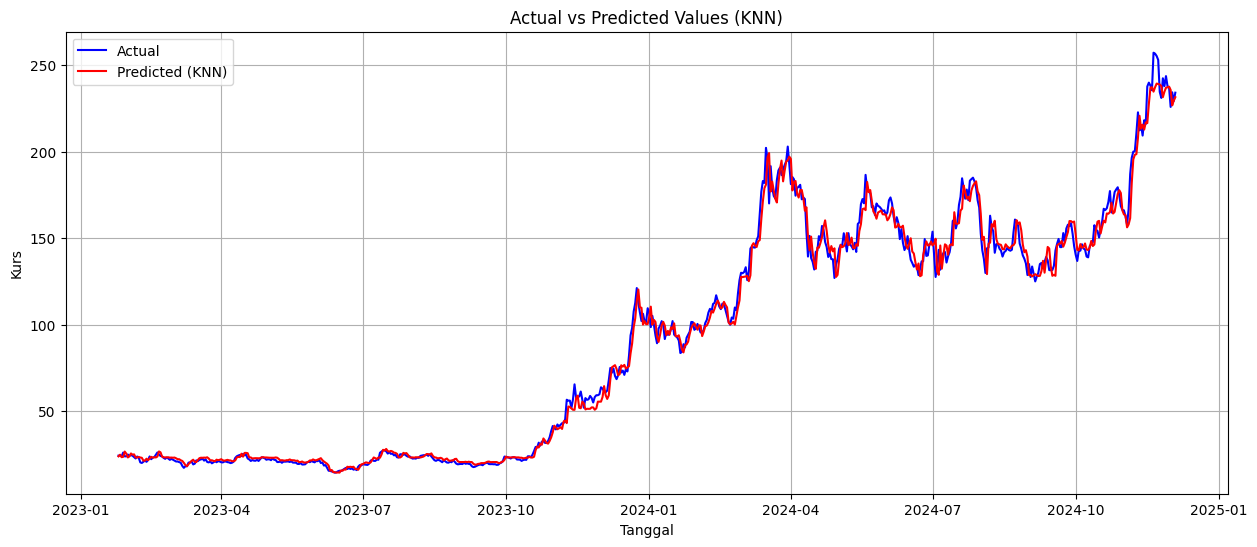 Actual vs Predicted Values (KNN)
Actual
Predicted (KNN)
Kurs
250
200
150
100
50
2023-01 2023-04 2023-07 2023-10 2024-01 2024-04 2024-07 2024-10 2025-01
Tanggal